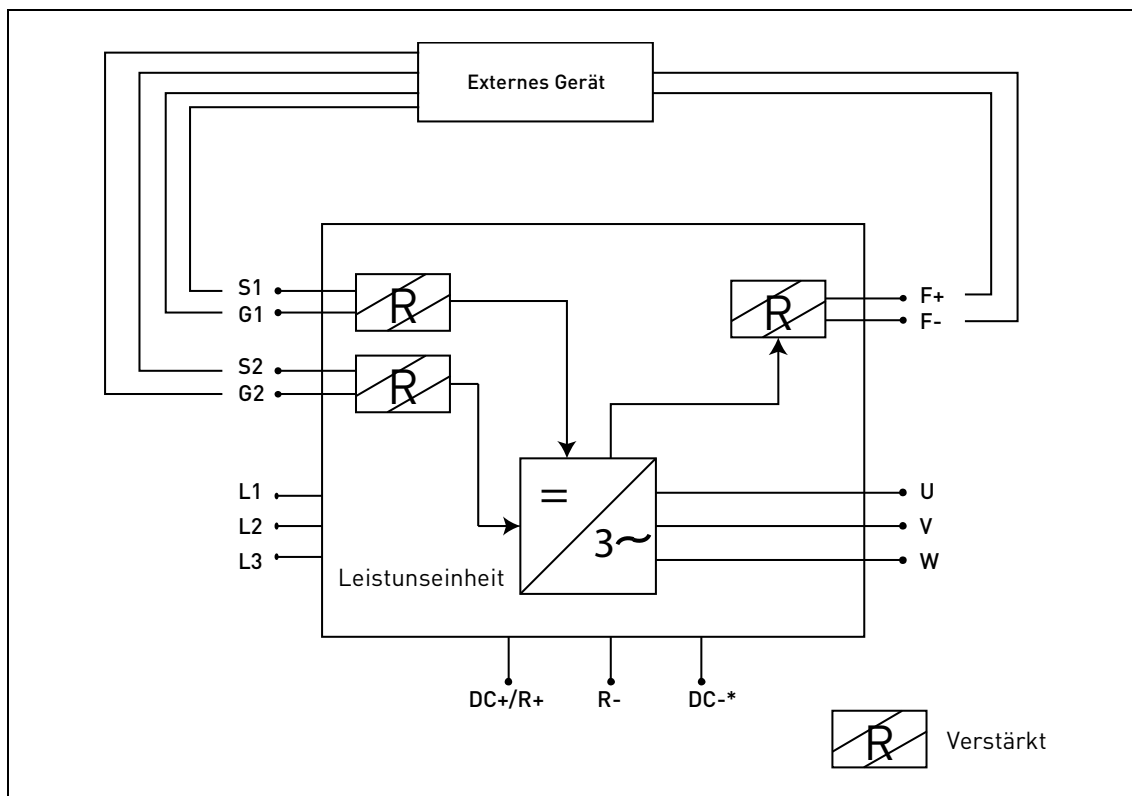 Externes Gerät
S1
G1
S2
G2
R
R
R
F+
F-
L1
L2
L3
=
3~
U
V
W
Leistunseinheit
DC+/R+
R-
DC-*
R
Verstärkt